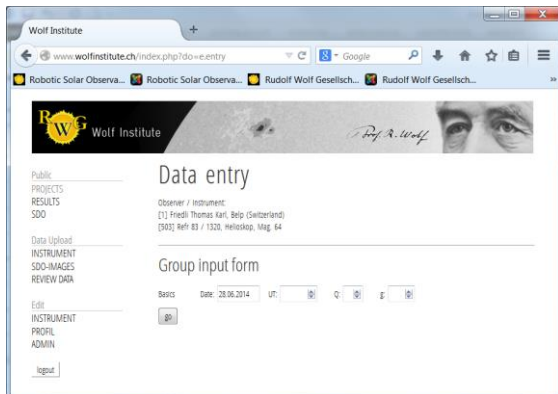 Wolf Institute
www.wolfinstitute.ch/index.php?do=e.entry
Google
Robotic Solar Observa... Robotic Solar Observa... Rudolf Wolf Gesellsch... Rudolf Wolf Gesellsch...
RWG Wolf Institute
Prof. R. Wolf
Public
PROJECTS
RESULTS
SDO
Data Upload
INSTRUMENT
SDO-IMAGES
REVIEW DATA
Edit
INSTRUMENT
PROFIL
ADMIN
logout
Data entry
Observer / Instrument:
[1] Friedli Thomas Karl, Belp (Switzerland)
[503] Refr 83 / 1320, Helioskop, Mag. 64
Group input form
Basics Date: 28.06.2014 UT: Q: g:
go